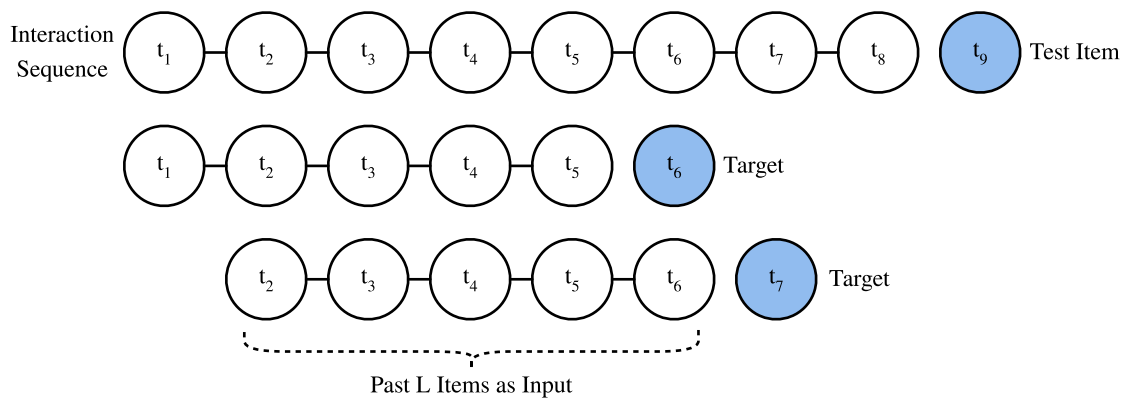 Interaction
Sequence
t1 t2 t3 t4 t5 t6 t7 t8 t9 Test Item
t1 t2 t3 t4 t5 t6 Target
t2 t3 t4 t5 t6 t7 Target
Past L Items as Input